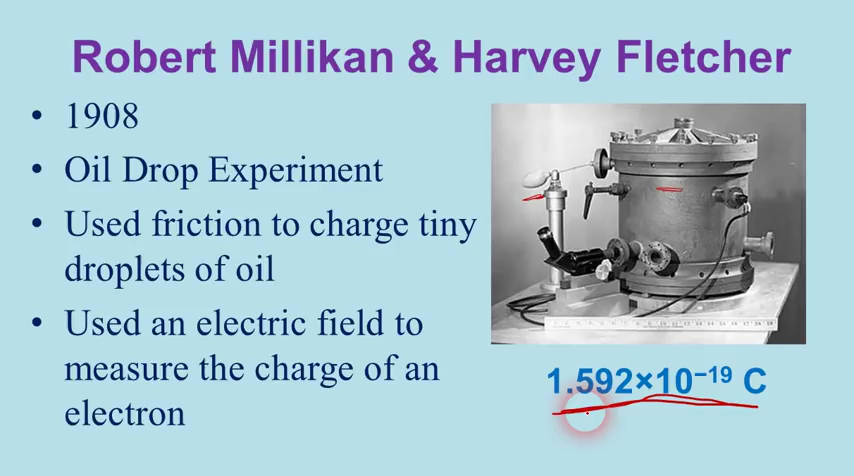 Robert Millikan & Harvey Fletcher
• 1908
• Oil Drop Experiment
• Used friction to charge tiny
droplets of oil
• Used an electric field to
measure the charge of an
electron
1.592×10⁻¹⁹ C